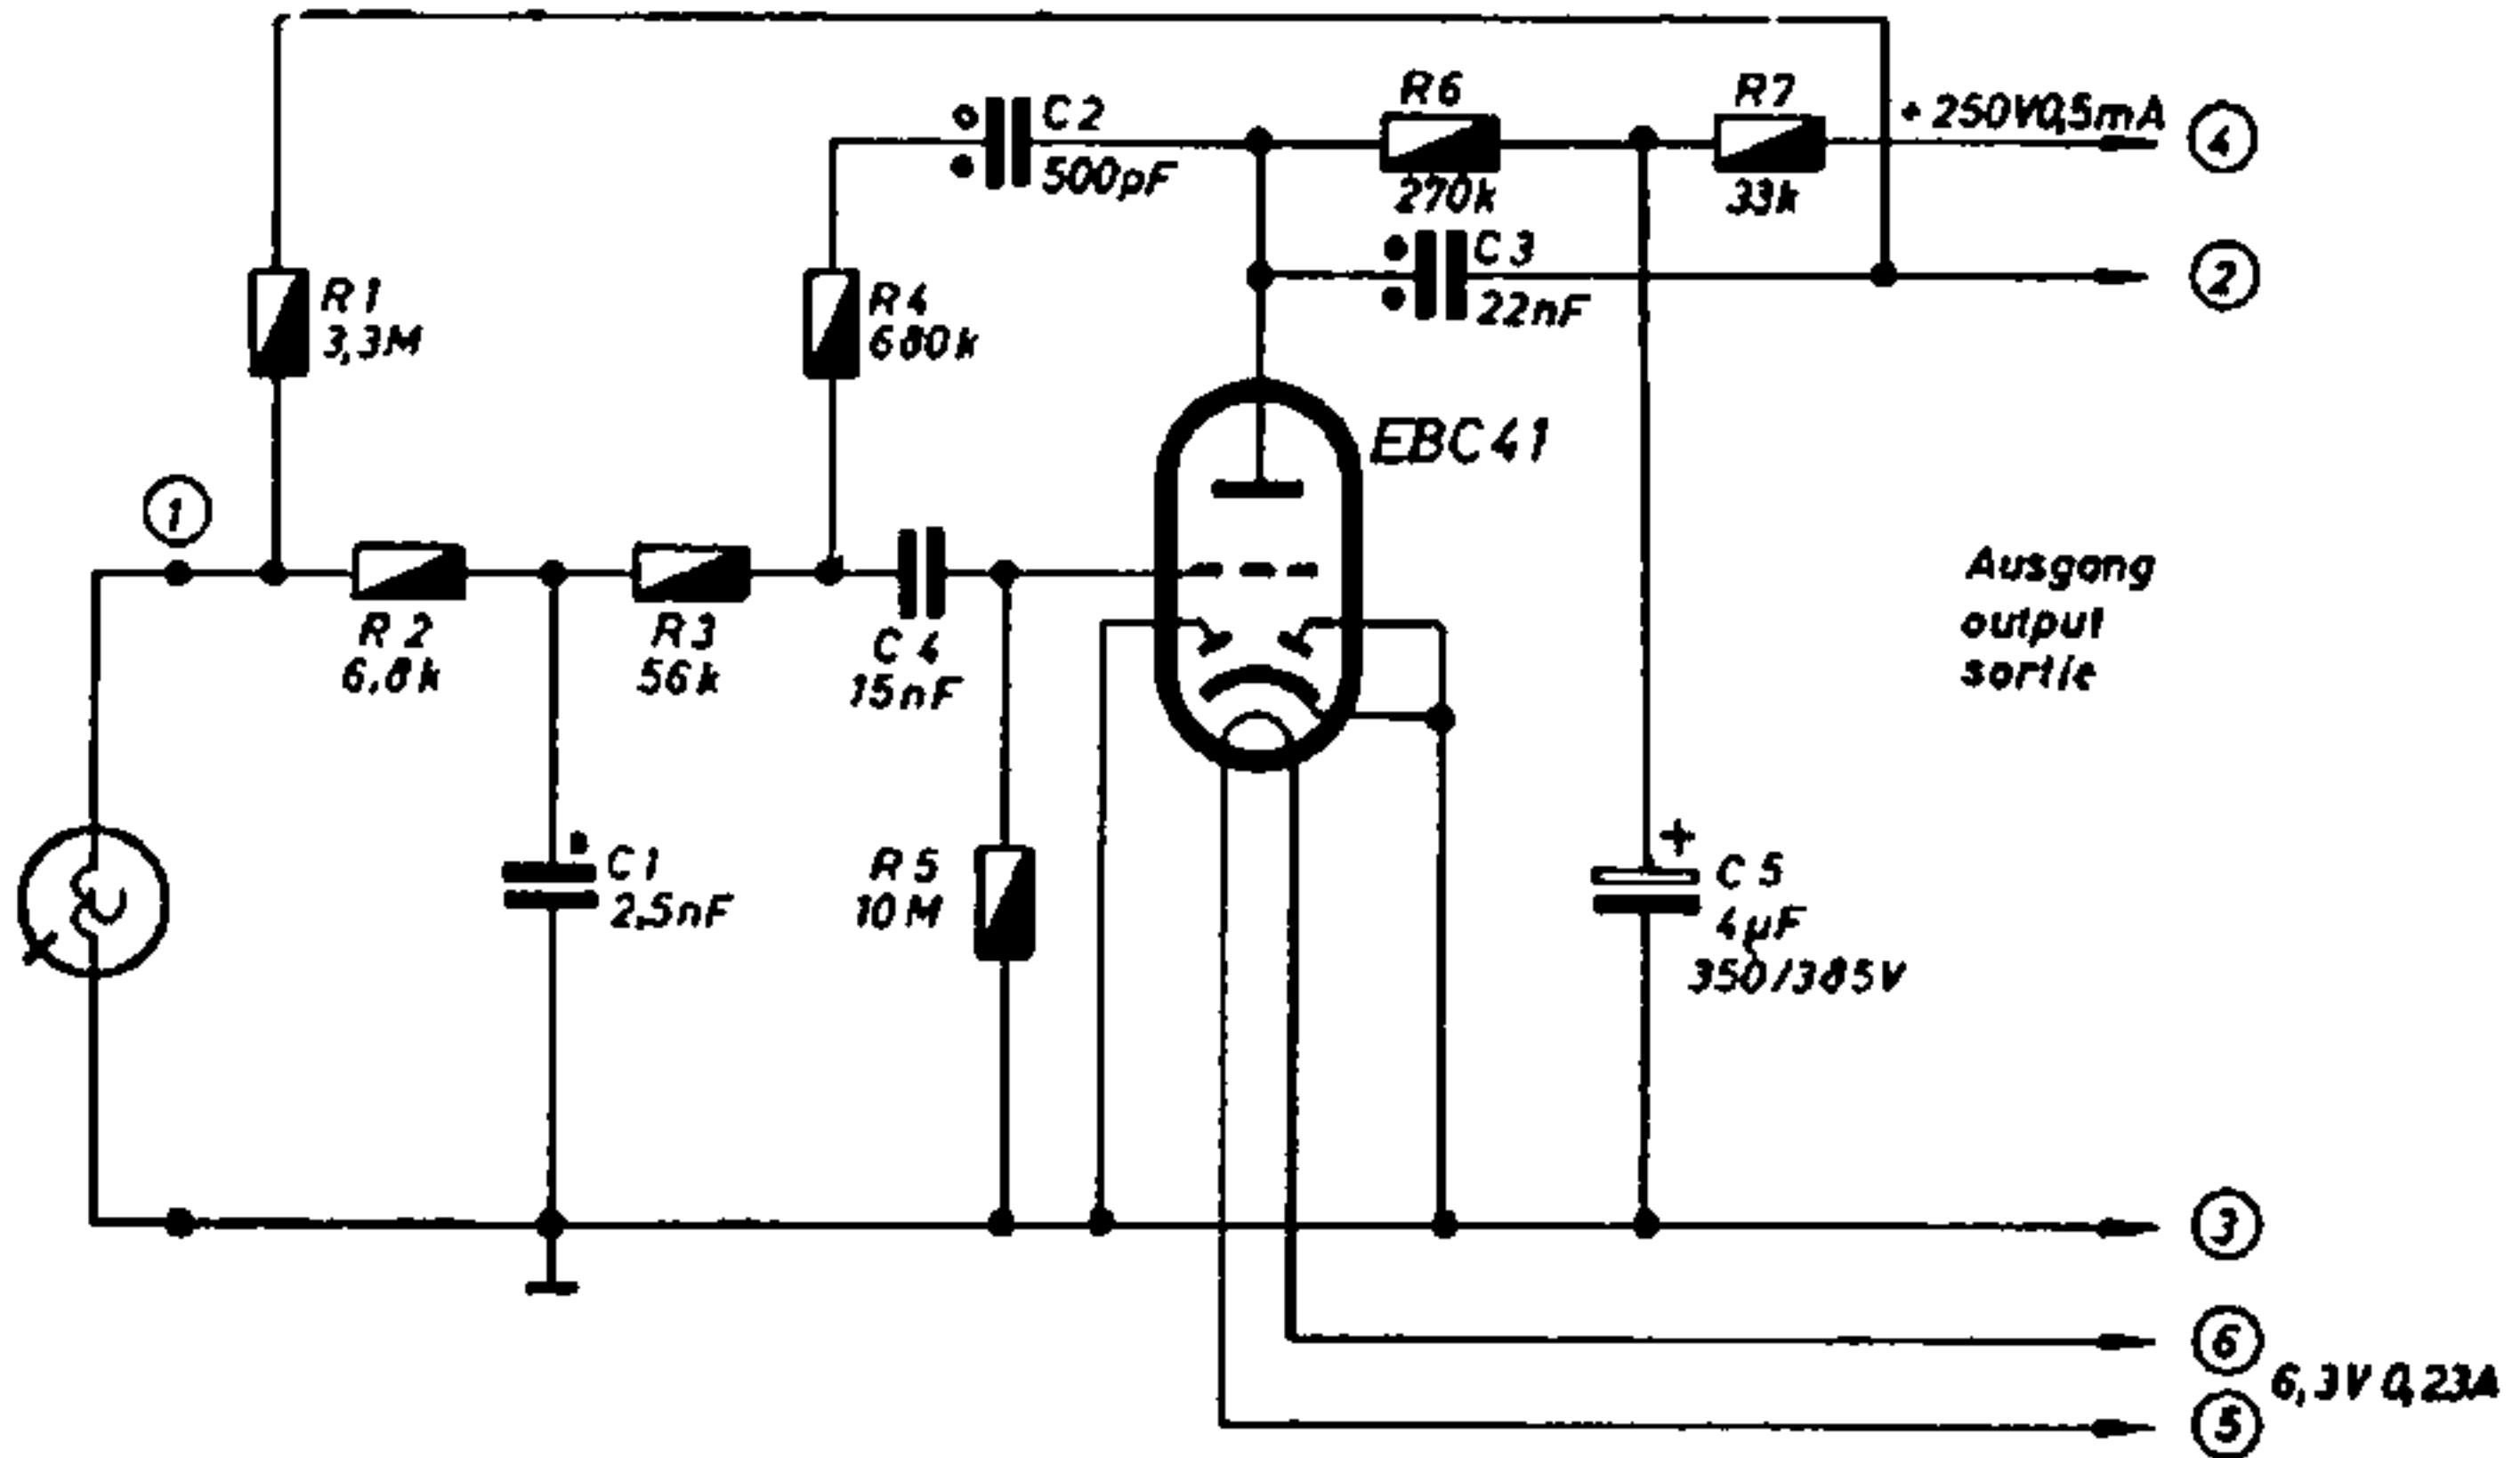 R6
R7
+ 250V 0,5mA
4
C2
500pF
270k
33k
C3
22nF
2
R1
3,3M
R4
680k
EBC41
1
R2
6,8k
R3
56k
C4
15nF
Ausgang
output
sortie
+
C1
2,5nF
R5
10M
C5
4µF
350/385V
3
6
6,3V 0,23A
5